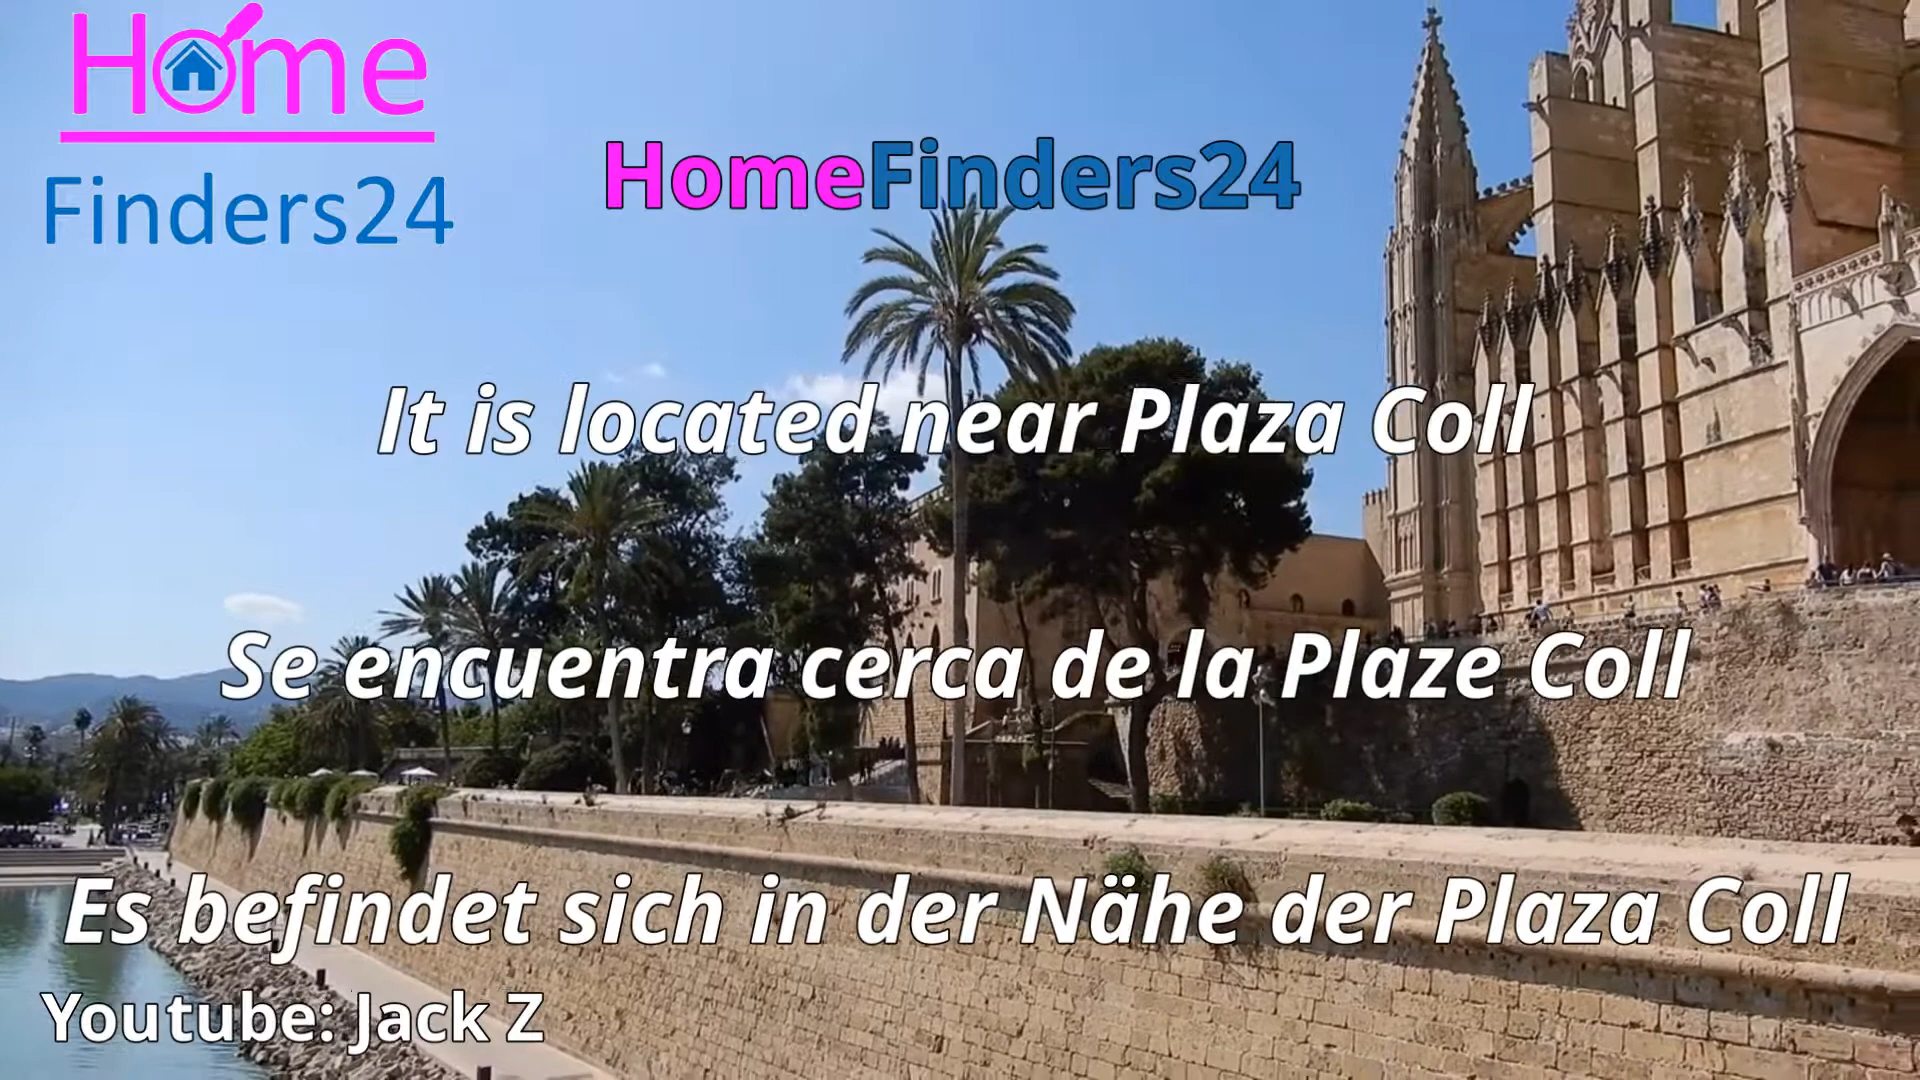 Home
Finders24
HomeFinders24
It is located near Plaza Coll
Se encuentra cerca de la Plaze Coll
Es befindet sich in der Nähe der Plaza Coll
Youtube: Jack Z